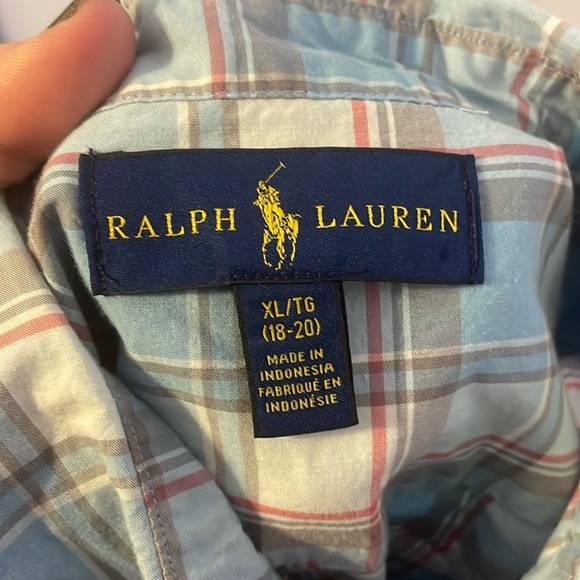 RALPH LAUREN
XL/TG
(18-20)
MADE IN
INDONESIA
FABRIQUÉ EN
INDONÉSIE